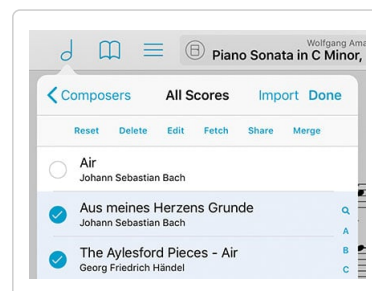 Wolfgang Ama
B Piano Sonata in C Minor,
Composers All Scores Import Done
Reset Delete Edit Fetch Share Merge
Air
Johann Sebastian Bach
Aus meines Herzens Grunde
Johann Sebastian Bach
A
The Aylesford Pieces - Air
B
Georg Friedrich Händel
C